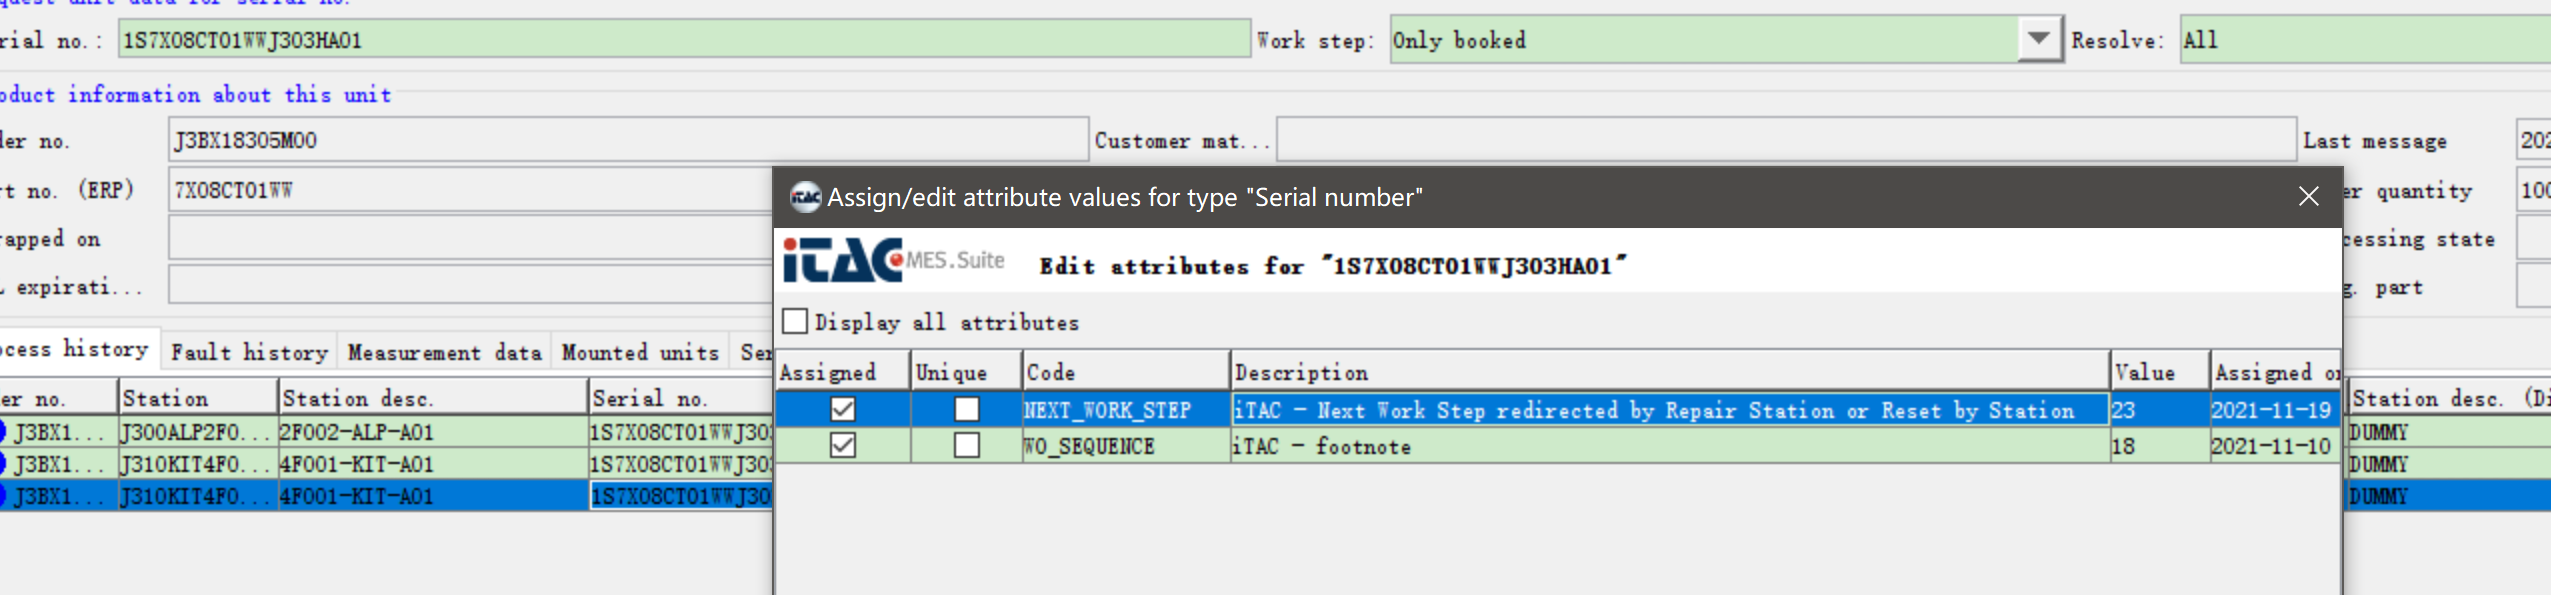 quest unit data for serial no.
rial no.: 1S7X08CT01WWJ303HA01 Work step: Only booked Resolve: All
oduct information about this unit
der no. J3BX18305M00 Customer mat... Last message 202
rt no. (ERP) 7X08CT01WW er quantity 100
rapped on cessing state
L expirati... g. part
Assign/edit attribute values for type "Serial number"
iTAC MES.Suite Edit attributes for "1S7X08CT01WWJ303HA01"
Display all attributes
ocess history Fault history Measurement data Mounted units Ser
Assigned Unique Code Description Value Assigned on
NEXT_WORK_STEP iTAC - Next Work Step redirected by Repair Station or Reset by Station 23 2021-11-19
WO_SEQUENCE iTAC - footnote 18 2021-11-10
er no. Station Station desc. Serial no. Station desc. (Di
J3BX1... J300ALP2F0... 2F002-ALP-A01 1S7X08CT01WWJ303 DUMMY
J3BX1... J310KIT4F0... 4F001-KIT-A01 1S7X08CT01WWJ303 DUMMY
J3BX1... J310KIT4F0... 4F001-KIT-A01 1S7X08CT01WWJ30 DUMMY